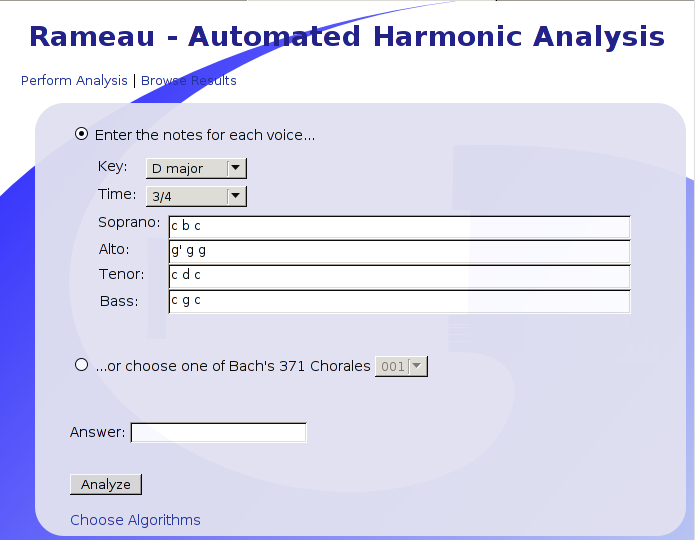 Rameau - Automated Harmonic Analysis
Perform Analysis | Browse Results
Enter the notes for each voice...
Key: D major
Time: 3/4
Soprano: c b c
Alto: g' g g
Tenor: c d c
Bass: c g c
...or choose one of Bach's 371 Chorales 001
Answer:
Analyze
Choose Algorithms